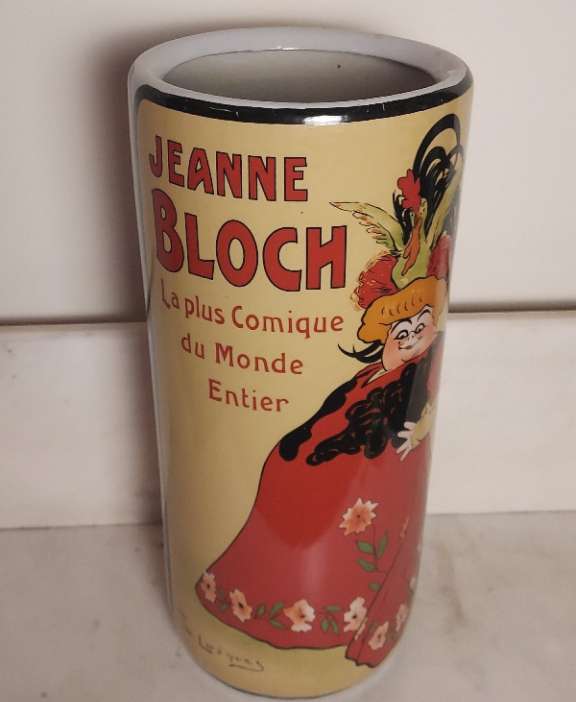 JEANNE
BLOCH
La plus Comique
du Monde
Entier